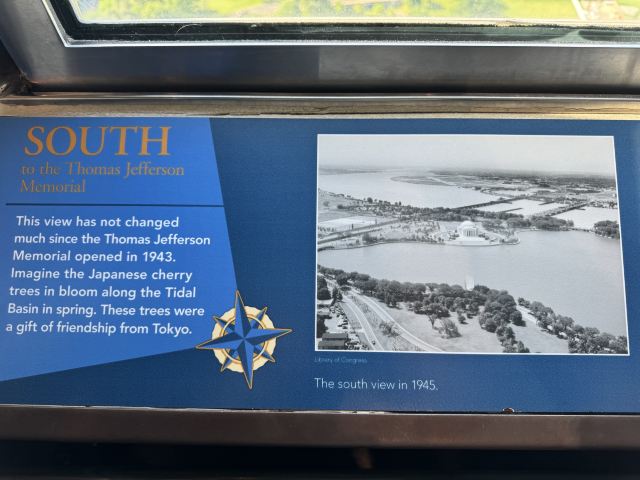 SOUTH
to the Thomas Jefferson
Memorial
This view has not changed
much since the Thomas Jefferson
Memorial opened in 1943.
Imagine the Japanese cherry
trees in bloom along the Tidal
Basin in spring. These trees were
a gift of friendship from Tokyo.
Library of Congress
The south view in 1945.